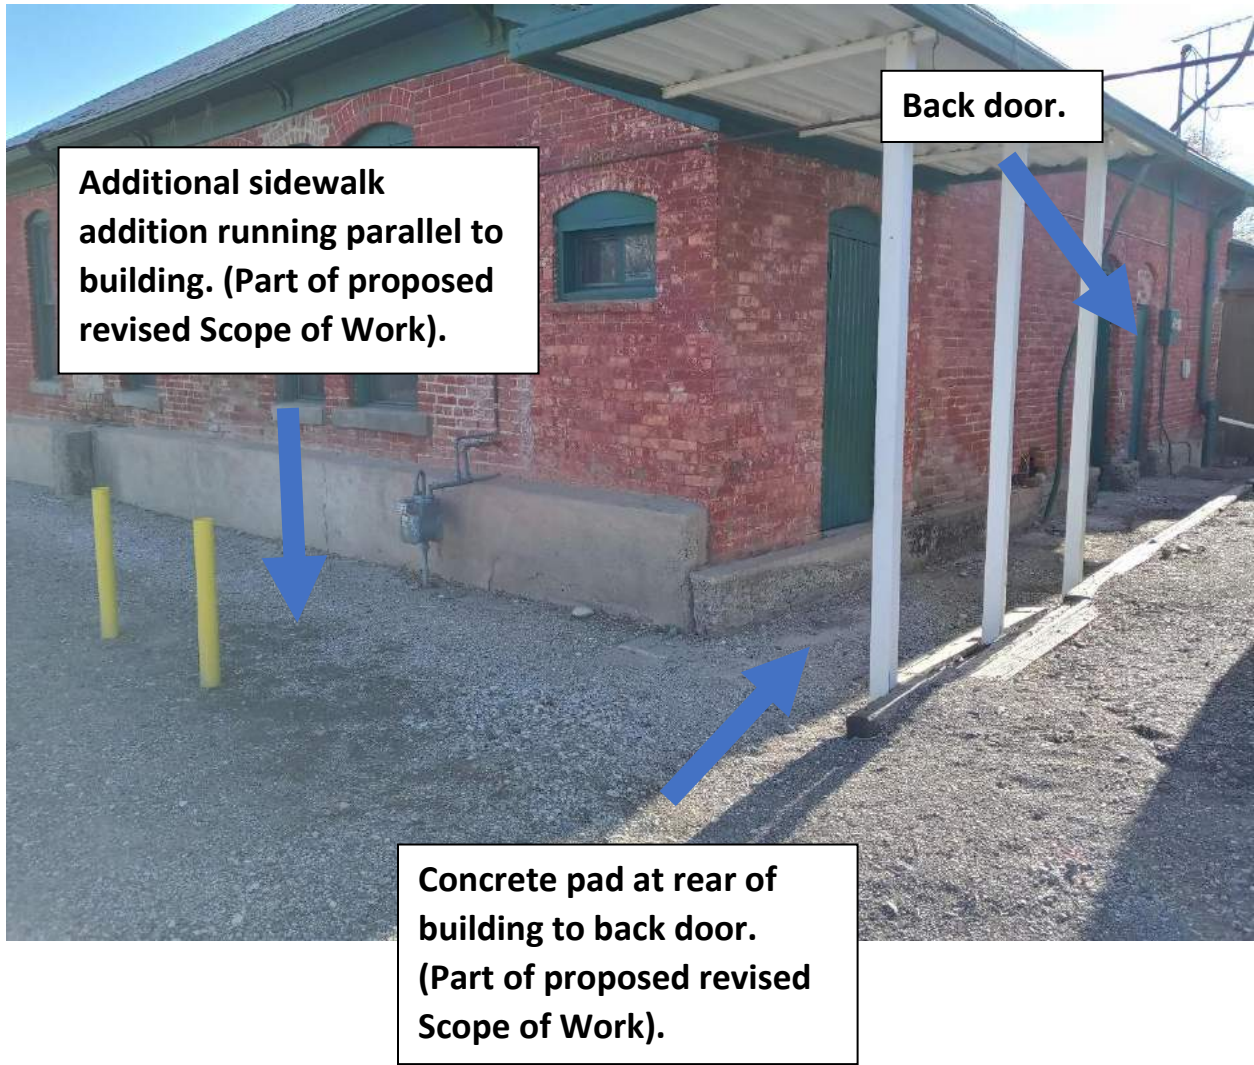 Back door.
Additional sidewalk
addition running parallel to
building. (Part of proposed
revised Scope of Work).
Concrete pad at rear of
building to back door.
(Part of proposed revised
Scope of Work).